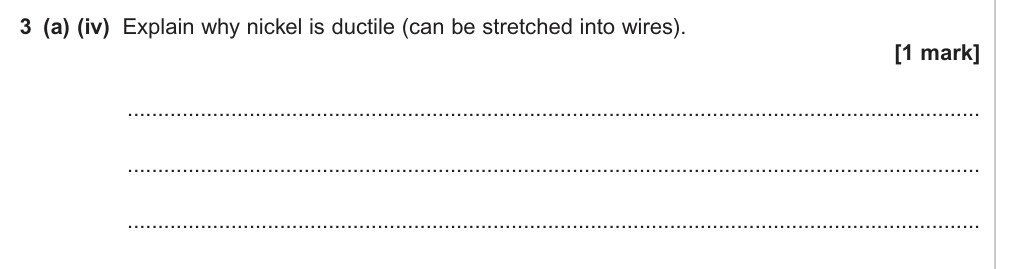 3 (a) (iv) Explain why nickel is ductile (can be stretched into wires).
[1 mark]